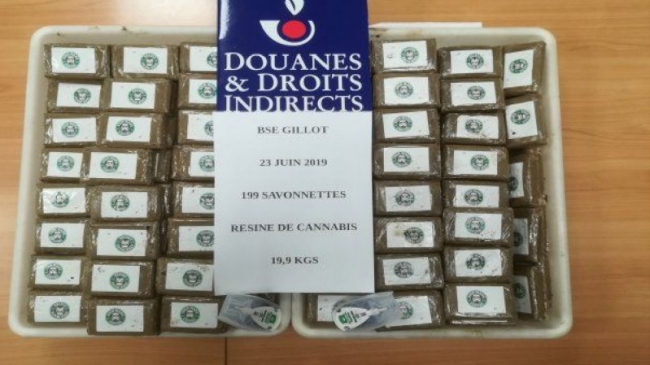 DOUANES
& DROITS
INDIRECTS
BSE GILLOT
23 JUIN 2019
199 SAVONNETTES
RESINE DE CANNABIS
19,9 KGS